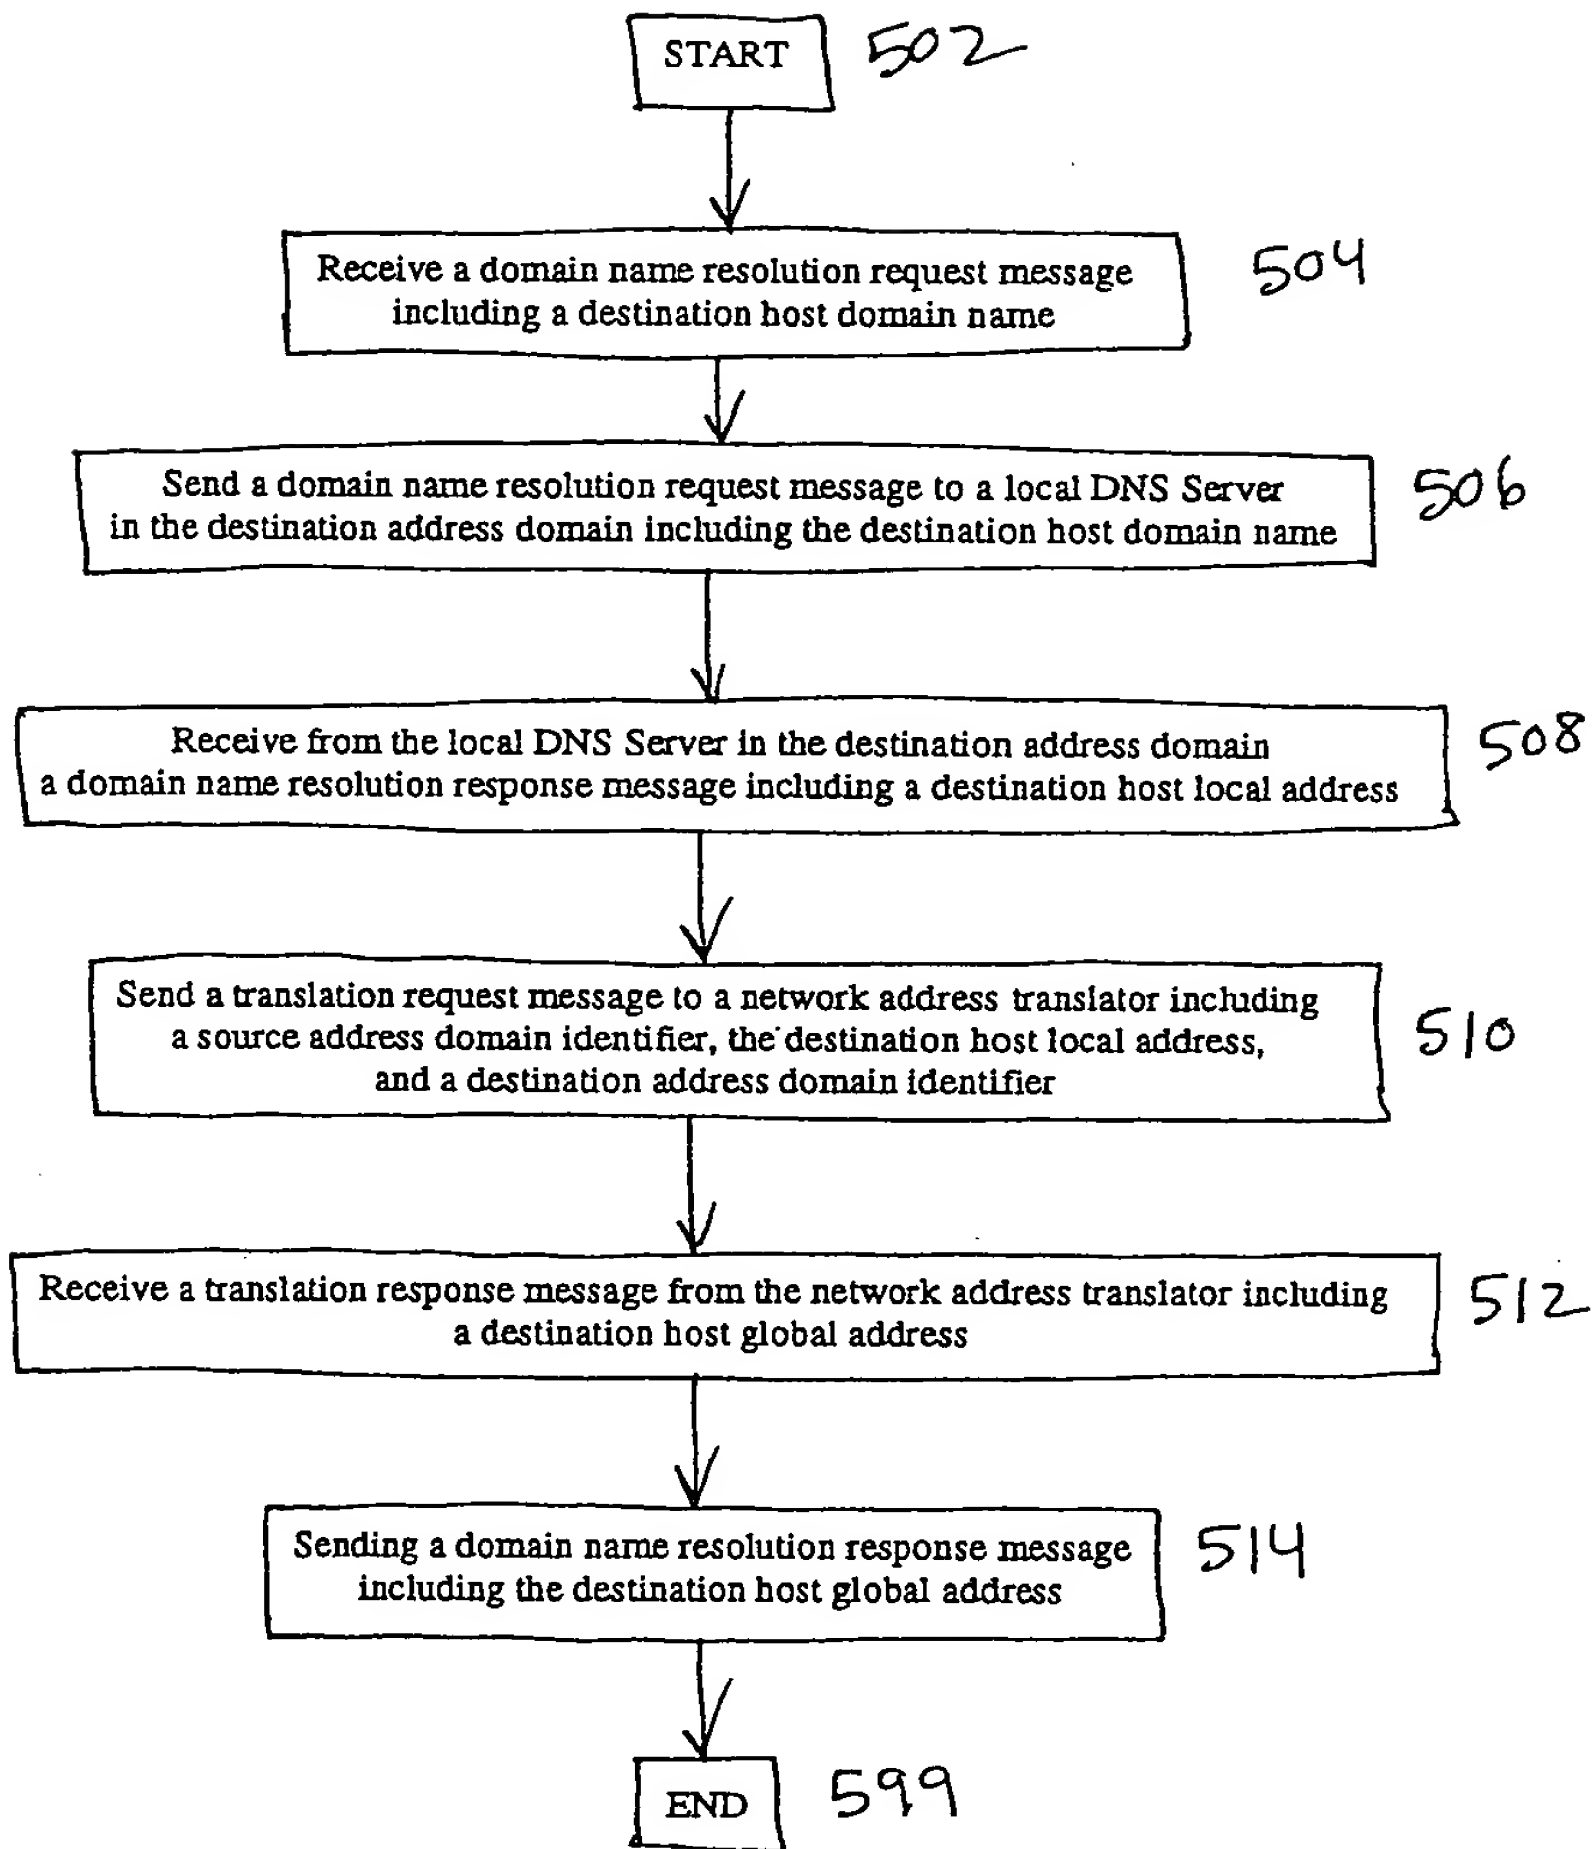 START 502
Receive a domain name resolution request message
including a destination host domain name
504
Send a domain name resolution request message to a local DNS Server
in the destination address domain including the destination host domain name
506
Receive from the local DNS Server in the destination address domain
a domain name resolution response message including a destination host local address
508
Send a translation request message to a network address translator including
a source address domain identifier, the destination host local address,
and a destination address domain identifier
510
Receive a translation response message from the network address translator including
a destination host global address
512
Sending a domain name resolution response message
including the destination host global address
514
END 599